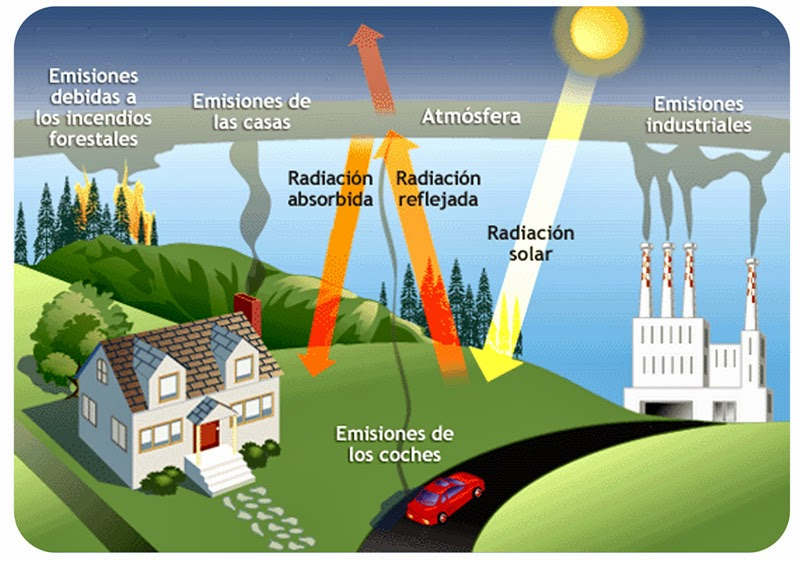 Emisiones
debidas a
los incendios
forestales
Emisiones de
las casas
Atmósfera
Emisiones
industriales
Radiación
absorbida
Radiación
reflejada
Radiación
solar
Emisiones de
los coches